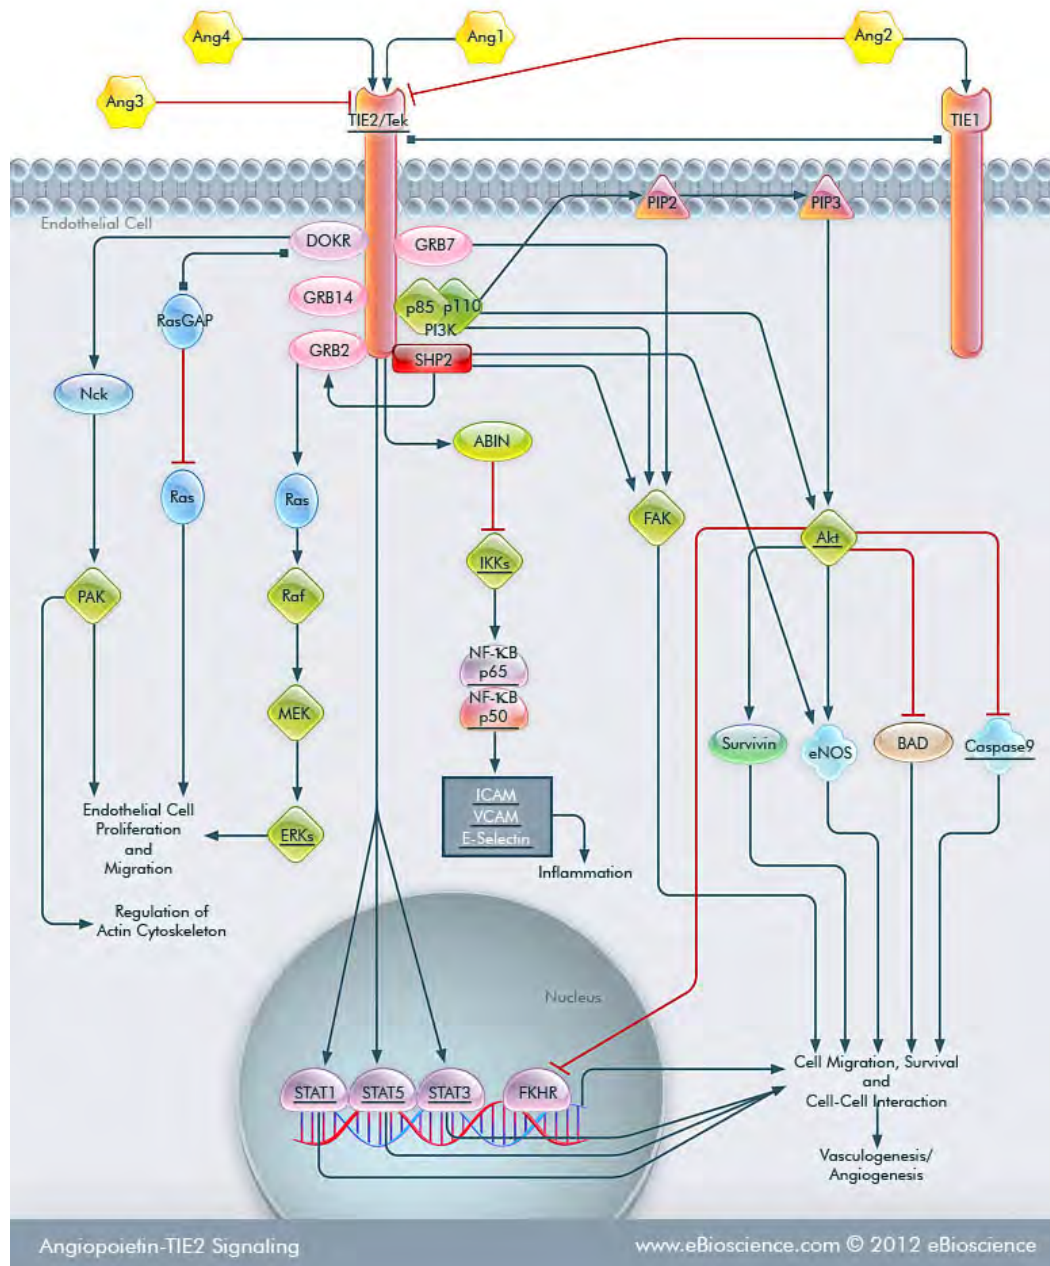 Ang4
Ang1
Ang2
Ang3
TIE2/Tek
TIE1
PIP2
PIP3
Endothelial Cell
DOKR
GRB7
RasGAP
GRB14
p85
p110
PI3K
GRB2
SHP2
Nck
ABIN
Ras
Ras
FAK
Akt
IKKs
PAK
Raf
NF-κB
p65
NF-κB
p50
MEK
Survivin
eNOS
BAD
Caspase9
ICAM
VCAM
E-Selectin
Endothelial Cell
Proliferation
and
Migration
ERKs
Inflammation
Regulation of
Actin Cytoskeleton
Nucleus
STAT1
STAT5
STAT3
FKHR
Cell Migration, Survival
and
Cell-Cell Interaction
Vasculogenesis/
Angiogenesis
Angiopoietin-TIE2 Signaling
www.eBioscience.com © 2012 eBioscience